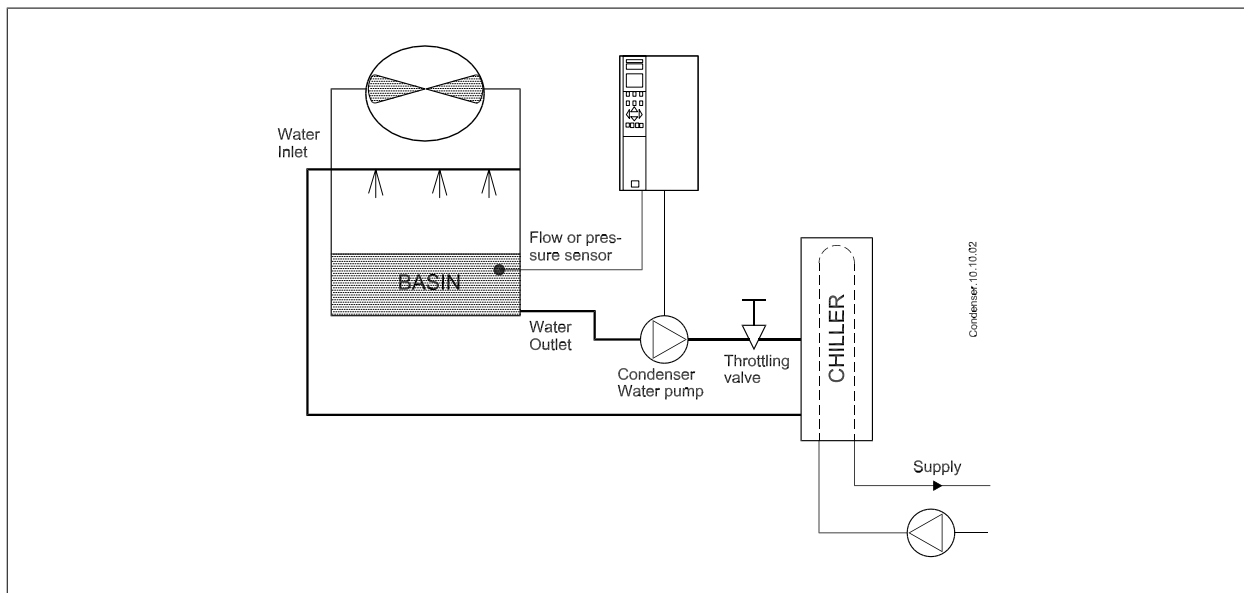 Water
Inlet
Flow or pres-
sure sensor
BASIN
Water
Outlet
Condenser
Water pump
Throttling
valve
CHILLER
Supply
Condenser.10.10.02